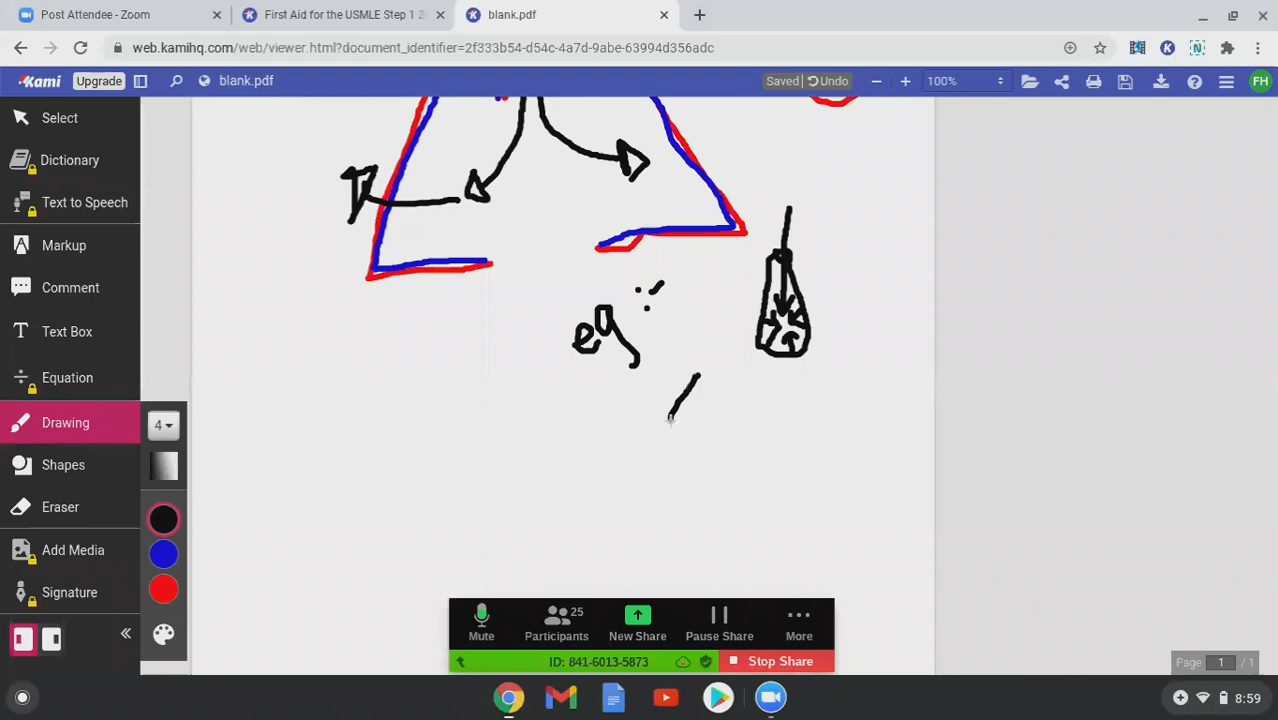 Post Attendee - Zoom
First Aid for the USMLE Step 1 2
blank.pdf
web.kamihq.com/web/viewer.html?document_identifier=2f333b54-d54c-4a7d-9abe-63994d356adc
Kami
Upgrade
blank.pdf
Saved
Undo
100%
FH
Select
Dictionary
Text to Speech
Markup
Comment
Text Box
Equation
Drawing
4
Shapes
Eraser
Add Media
Signature
eg
25
Mute
Participants
New Share
Pause Share
More
ID: 841-6013-5873
Stop Share
Page 1 / 1
8:59